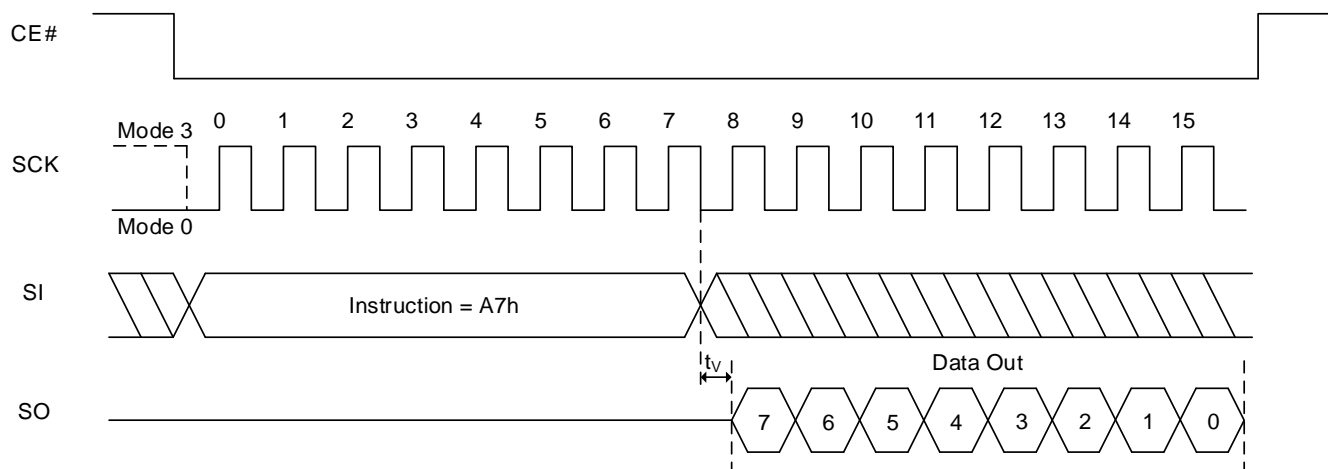 CE#
Mode 3
0 1 2 3 4 5 6 7 8 9 10 11 12 13 14 15
SCK
Mode 0
SI
Instruction = A7h
tV
Data Out
SO
7 6 5 4 3 2 1 0